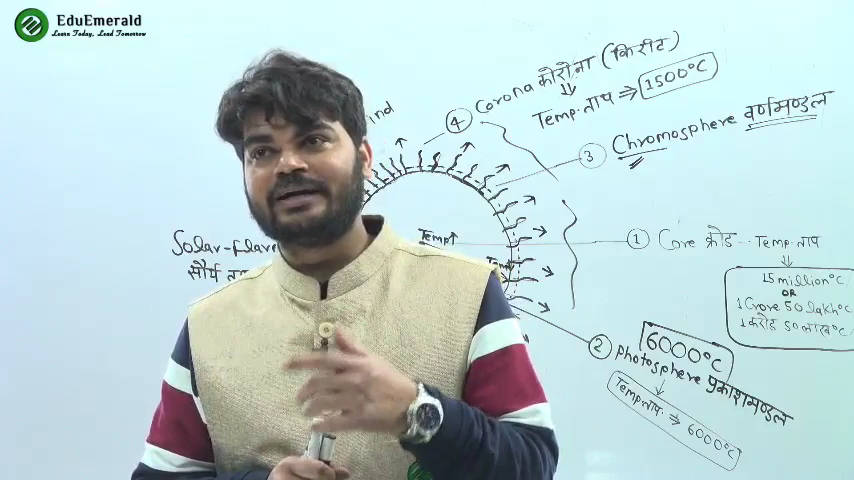 EduEmerald
Learn Today, Lead Tomorrow
ind
④ Corona कोरोना (किरीट)
Temp. ताप ⇒ 1500°C
③ Chromosphere वर्णमण्डल
Solar-flare
सौर्य
Temp↑
① Core क्रोड
Temp. ताप
15 million°C
OR
1 Crore 50 lakh°C
1 करोड़ 50 लाख°C
6000°C
② Photosphere प्रकाशमण्डल
Temp. ताप ⇒ 6000°C